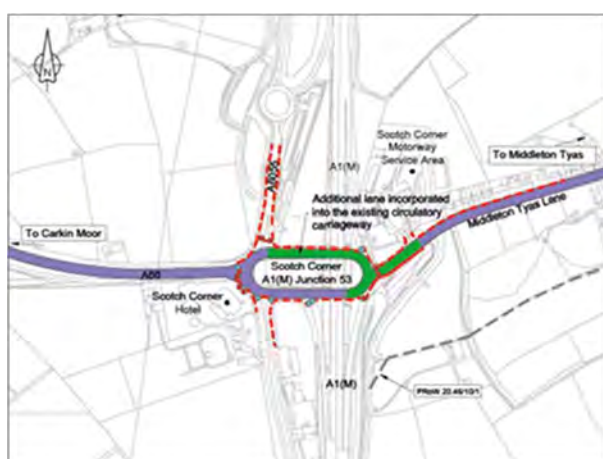 N
A1(M)
Scotch Corner
Motorway
Service Area
To Middleton Tyas
Additional lane incorporated
into the existing circulatory
carriageway
Middleton Tyas Lane
To Carkin Moor
Scotch Corner
A1(M) Junction 53
Scotch Corner
Hotel
A1(M)